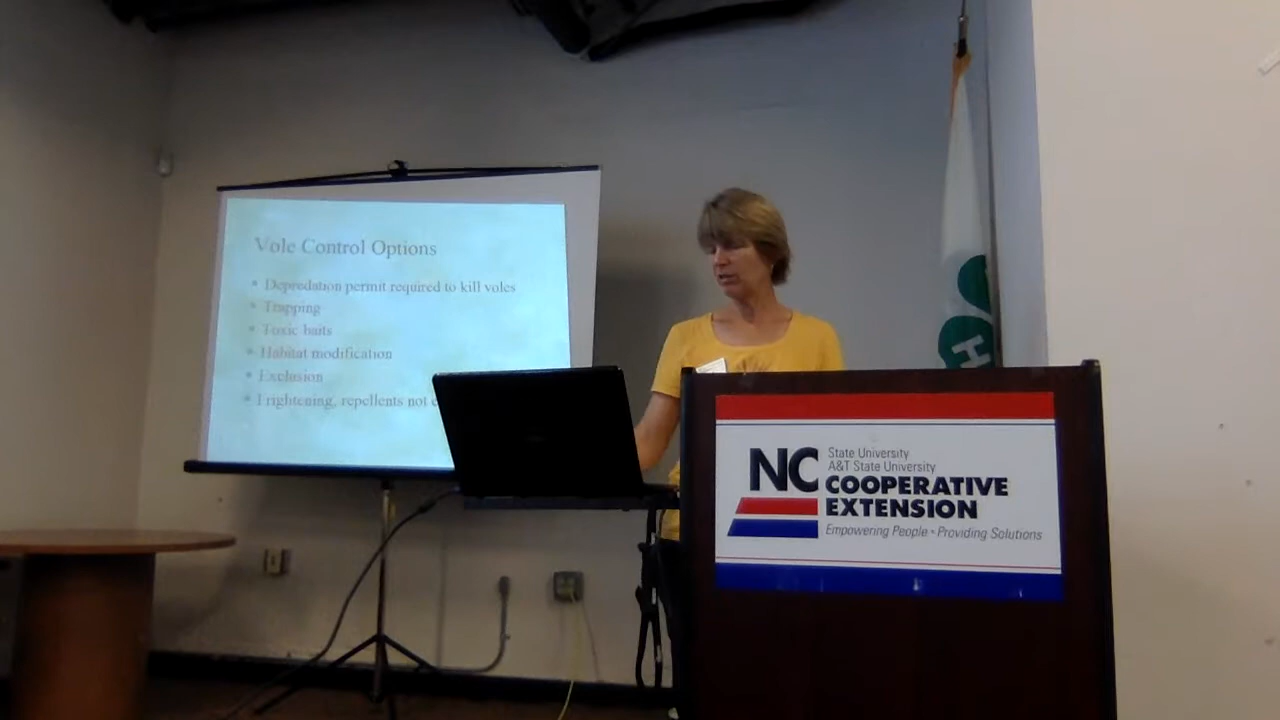 Vole Control Options
• Depredation permit required to kill voles
• Trapping
• Toxic baits
• Habitat modification
• Exclusion
• Frightening, repellents not
H
NC
State University
A&T State University
COOPERATIVE
EXTENSION
Empowering People • Providing Solutions